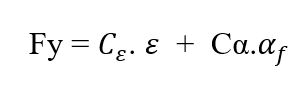 Fy = C_ε. ε + Cα.α_f